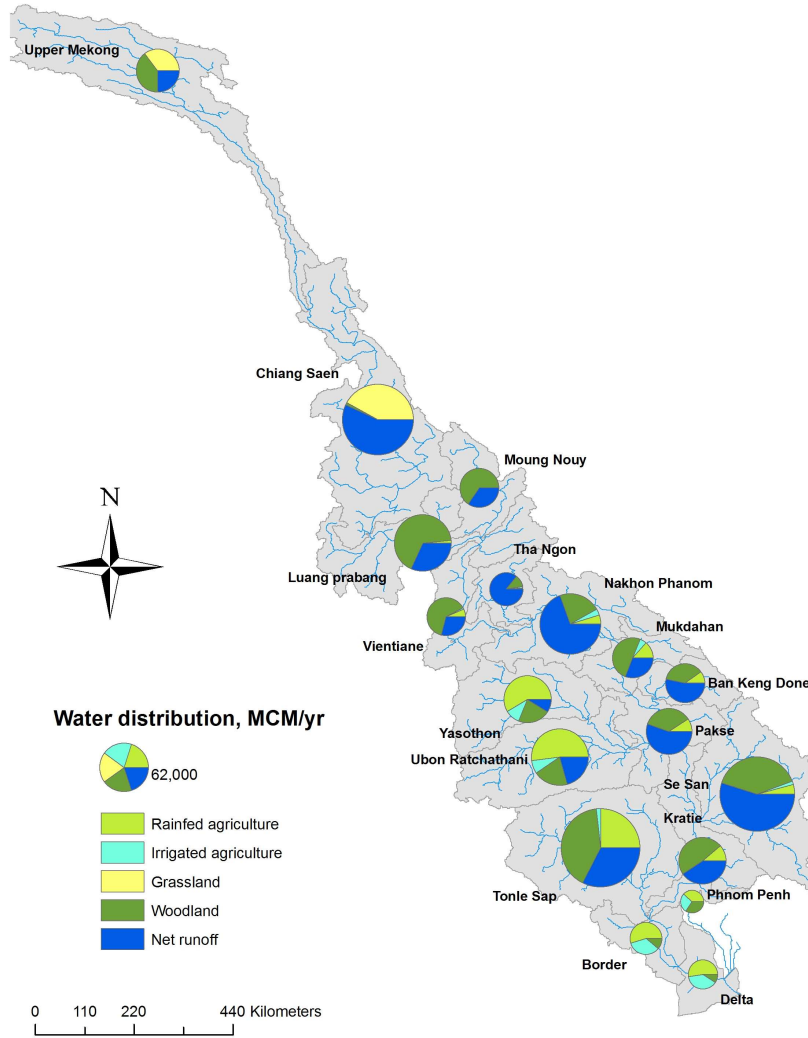 Upper Mekong
Chiang Saen
Moung Nouy
N
Tha Ngon
Luang prabang
Nakhon Phanom
Mukdahan
Vientiane
Ban Keng Done
Water distribution, MCM/yr
Yasothon
Pakse
Ubon Ratchathani
62,000
Se San
Kratie
Rainfed agriculture
Irrigated agriculture
Grassland
Woodland
Net runoff
Tonle Sap
Phnom Penh
Border
Delta
0 110 220 440 Kilometers